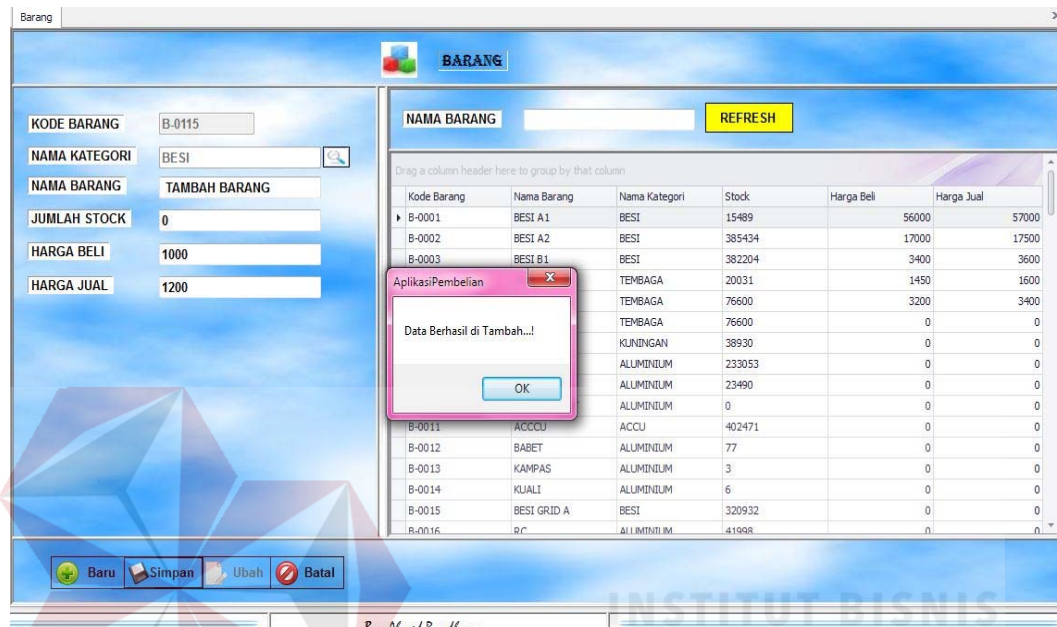 Barang
BARANG
KODE BARANG B-0115
NAMA KATEGORI BESI
NAMA BARANG TAMBAH BARANG
JUMLAH STOCK 0
HARGA BELI 1000
HARGA JUAL 1200
NAMA BARANG REFRESH
Drag a column header here to group by that column
Kode Barang Nama Barang Nama Kategori Stock Harga Beli Harga Jual
B-0001 BESI A1 BESI 15489 56000 57000
B-0002 BESI A2 BESI 385434 17000 17500
B-0003 BESI B1 BESI 382204 3400 3600
TEMBAGA 20031 1450 1600
TEMBAGA 76600 3200 3400
TEMBAGA 76600 0 0
KUNINGAN 38930 0 0
ALUMINIUM 233053 0 0
ALUMINIUM 23490 0 0
ALUMINIUM 0 0 0
B-0011 ACCCU ACCU 402471 0 0
B-0012 BABET ALUMINIUM 77 0 0
B-0013 KAMPAS ALUMINIUM 3 0 0
B-0014 KUALI ALUMINIUM 6 0 0
B-0015 BESI GRID A BESI 320932 0 0
B-0016 RC ALUMINIUM 41998 0 0
AplikasiPembelian
Data Berhasil di Tambah...!
OK
Baru Simpan Ubah Batal
INSTITUT BISNIS